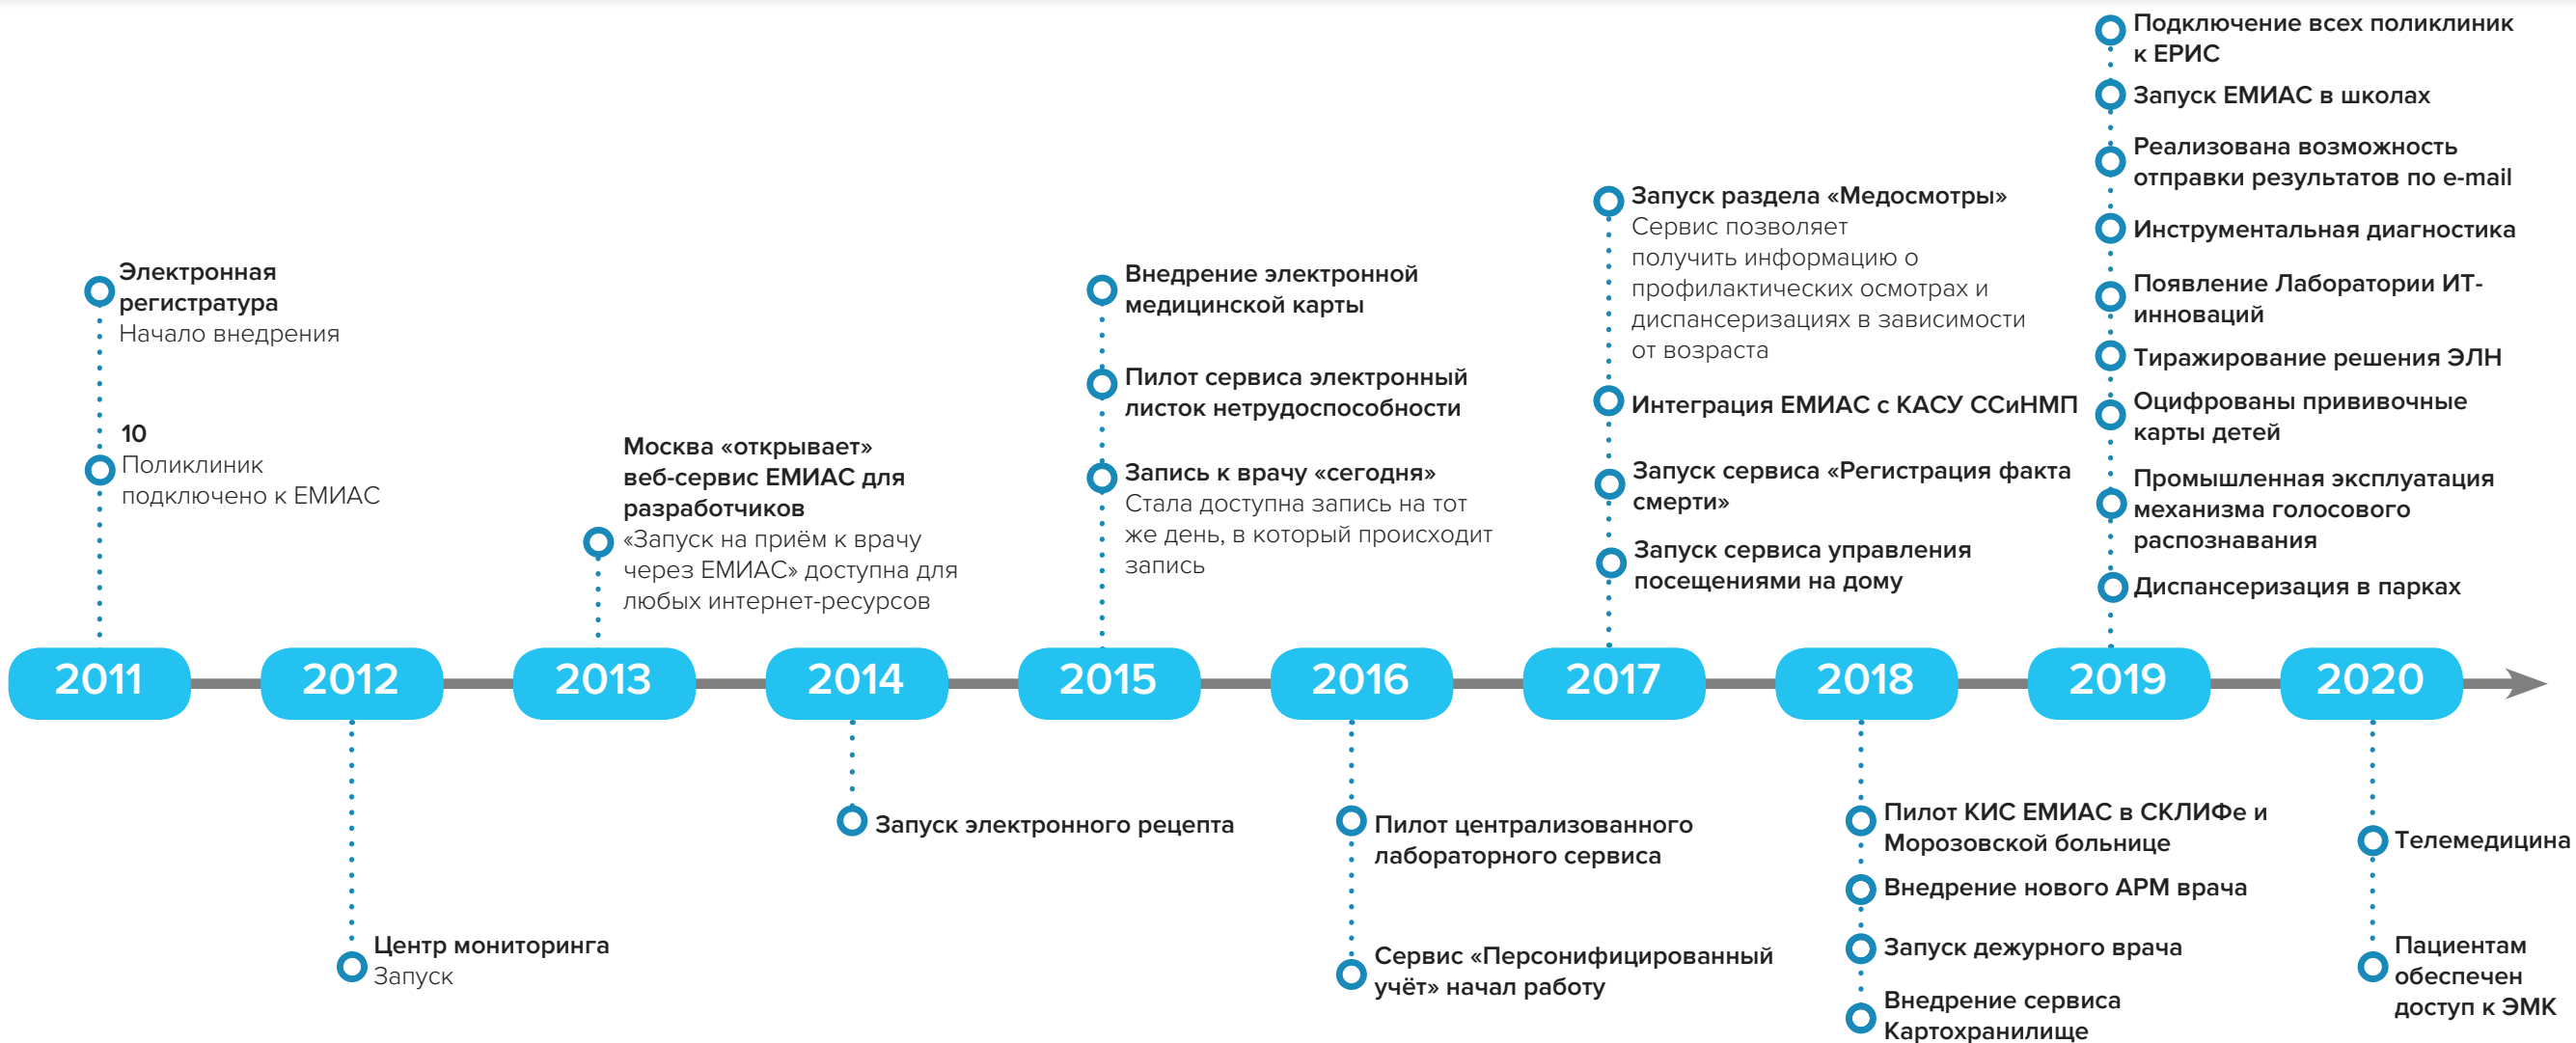 Электронная
регистратура
Начало внедрения
10
Поликлиник
подключено к ЕМИАС
Москва «открывает»
веб-сервис ЕМИАС для
разработчиков
«Запуск на приём к врачу
через ЕМИАС» доступна для
любых интернет-ресурсов
Внедрение электронной
медицинской карты
Пилот сервиса электронный
листок нетрудоспособности
Запись к врачу «сегодня»
Стала доступна запись на тот
же день, в который происходит
запись
Запуск раздела «Медосмотры»
Сервис позволяет
получить информацию о
профилактических осмотрах и
диспансеризациях в зависимости
от возраста
Интеграция ЕМИАС с КАСУ ССиНМП
Запуск сервиса «Регистрация факта
смерти»
Запуск сервиса управления
посещениями на дому
Подключение всех поликлиник
к ЕРИС
Запуск ЕМИАС в школах
Реализована возможность
отправки результатов по e-mail
Инструментальная диагностика
Появление Лаборатории ИТ-
инноваций
Тиражирование решения ЭЛН
Оцифрованы прививочные
карты детей
Промышленная эксплуатация
механизма голосового
распознавания
Диспансеризация в парках
2011
2012
2013
2014
2015
2016
2017
2018
2019
2020
Центр мониторинга
Запуск
Запуск электронного рецепта
Пилот централизованного
лабораторного сервиса
Сервис «Персонифицированный
учёт» начал работу
Пилот КИС ЕМИАС в СКЛИФе и
Морозовской больнице
Внедрение нового АРМ врача
Запуск дежурного врача
Внедрение сервиса
Картохранилище
Телемедицина
Пациентам
обеспечен
доступ к ЭМК